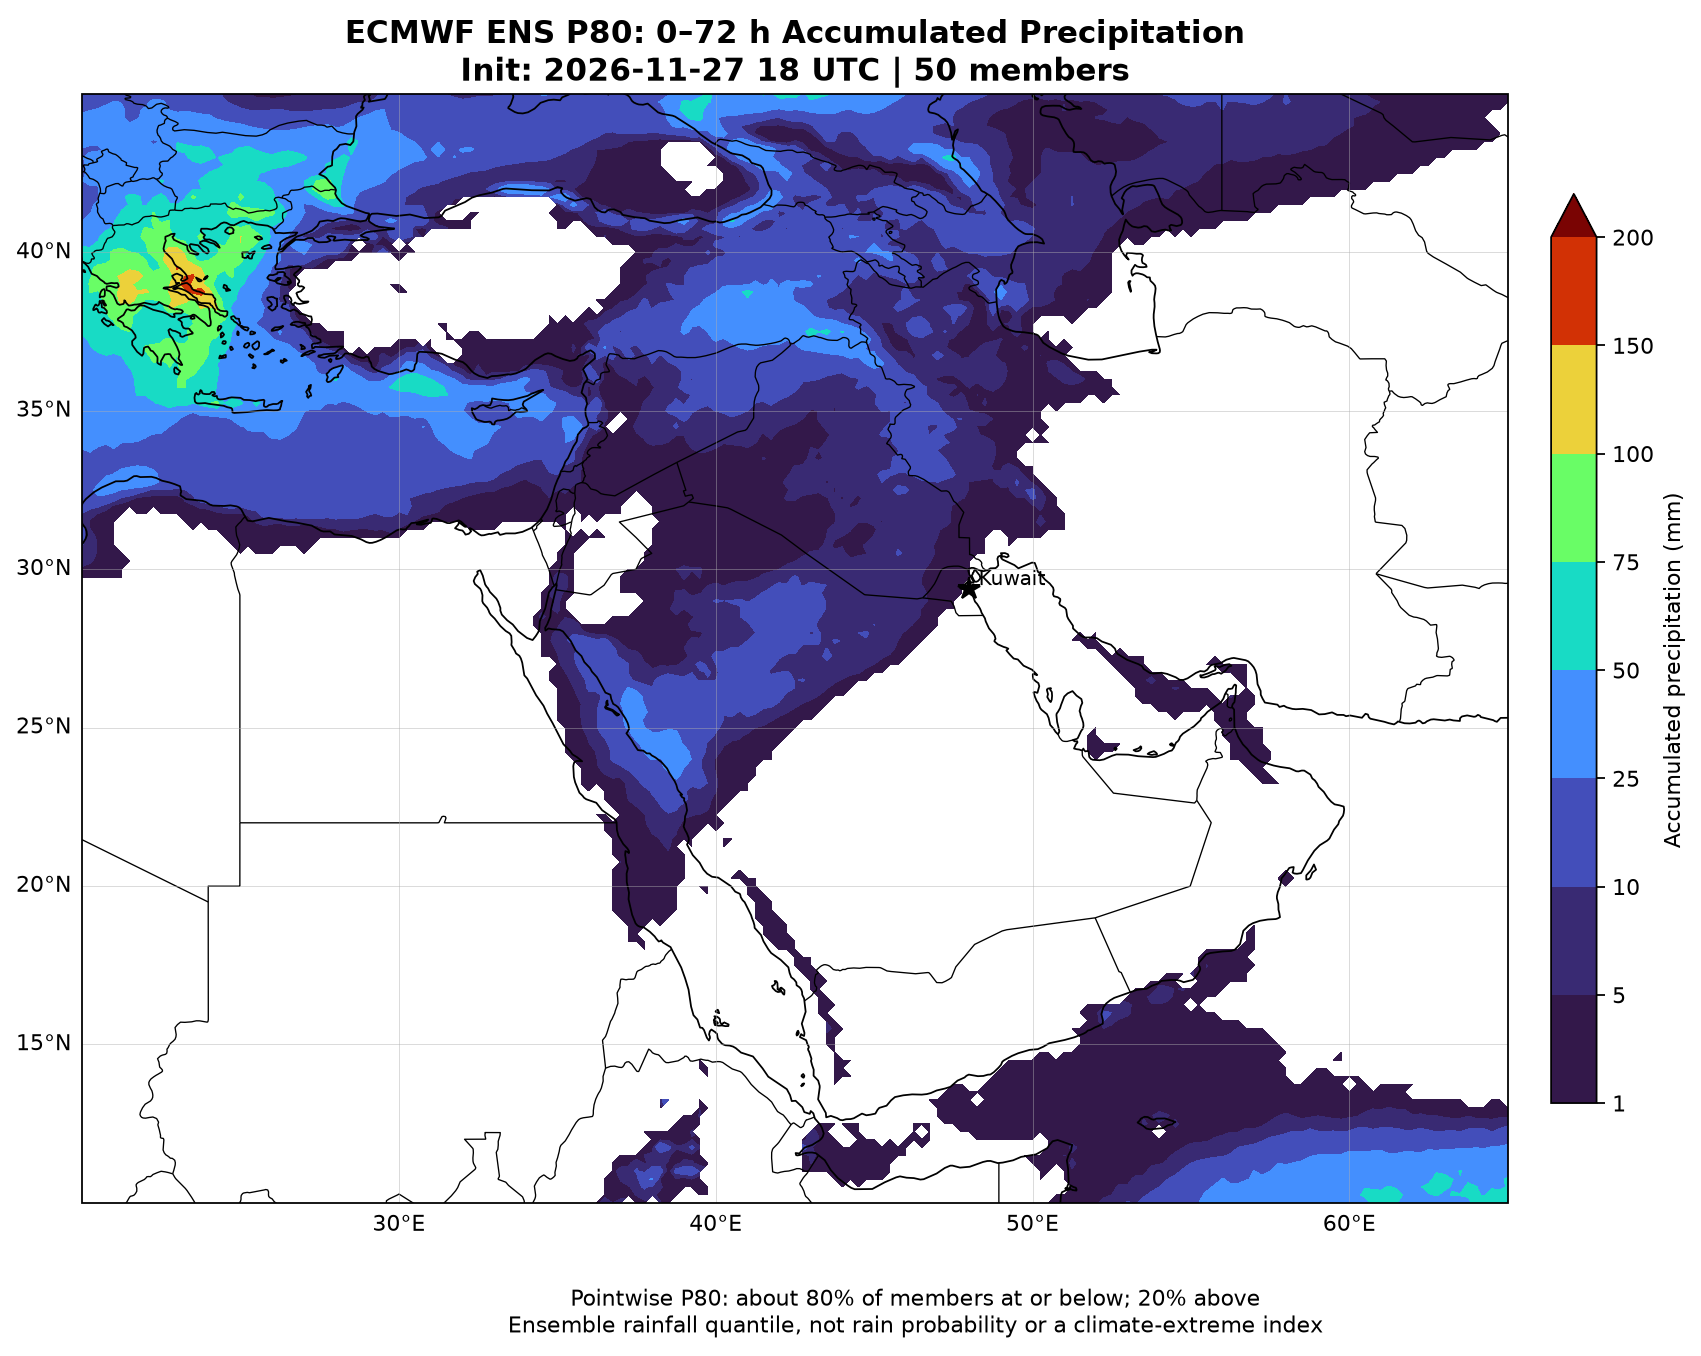 ECMWF ENS P80: 0–72 h Accumulated Precipitation
Init: 2026-11-27 18 UTC | 50 members
40°N
35°N
30°N
25°N
20°N
15°N
30°E
40°E
50°E
60°E
Kuwait
200
150
100
75
50
25
10
5
1
Accumulated precipitation (mm)
Pointwise P80: about 80% of members at or below; 20% above
Ensemble rainfall quantile, not rain probability or a climate-extreme index